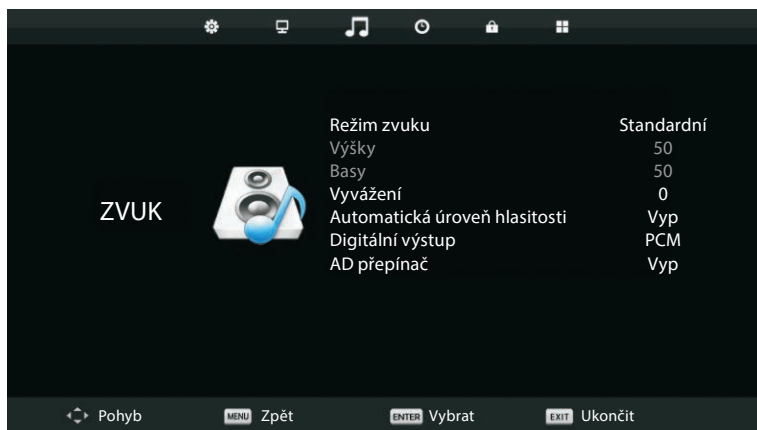 ZVUK
Režim zvuku Standardní
Výšky 50
Basy 50
Vyvážení 0
Automatická úroveň hlasitosti Vyp
Digitální výstup PCM
AD přepínač Vyp
Pohyb MENU Zpět ENTER Vybrat EXIT Ukončit